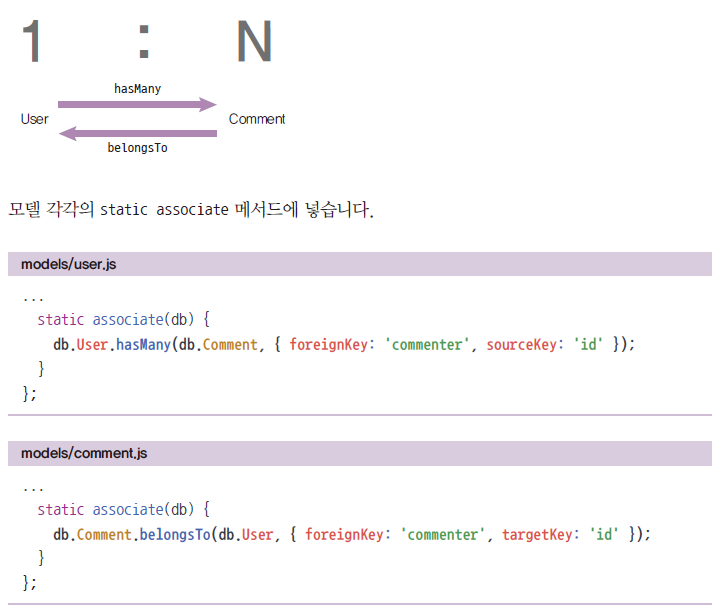 1 : N
hasMany
User Comment
belongsTo
모델 각각의 static associate 메서드에 넣습니다.
models/user.js
...
static associate(db) {
db.User.hasMany(db.Comment, { foreignKey: 'commenter', sourceKey: 'id' });
}
};
models/comment.js
...
static associate(db) {
db.Comment.belongsTo(db.User, { foreignKey: 'commenter', targetKey: 'id' });
}
};